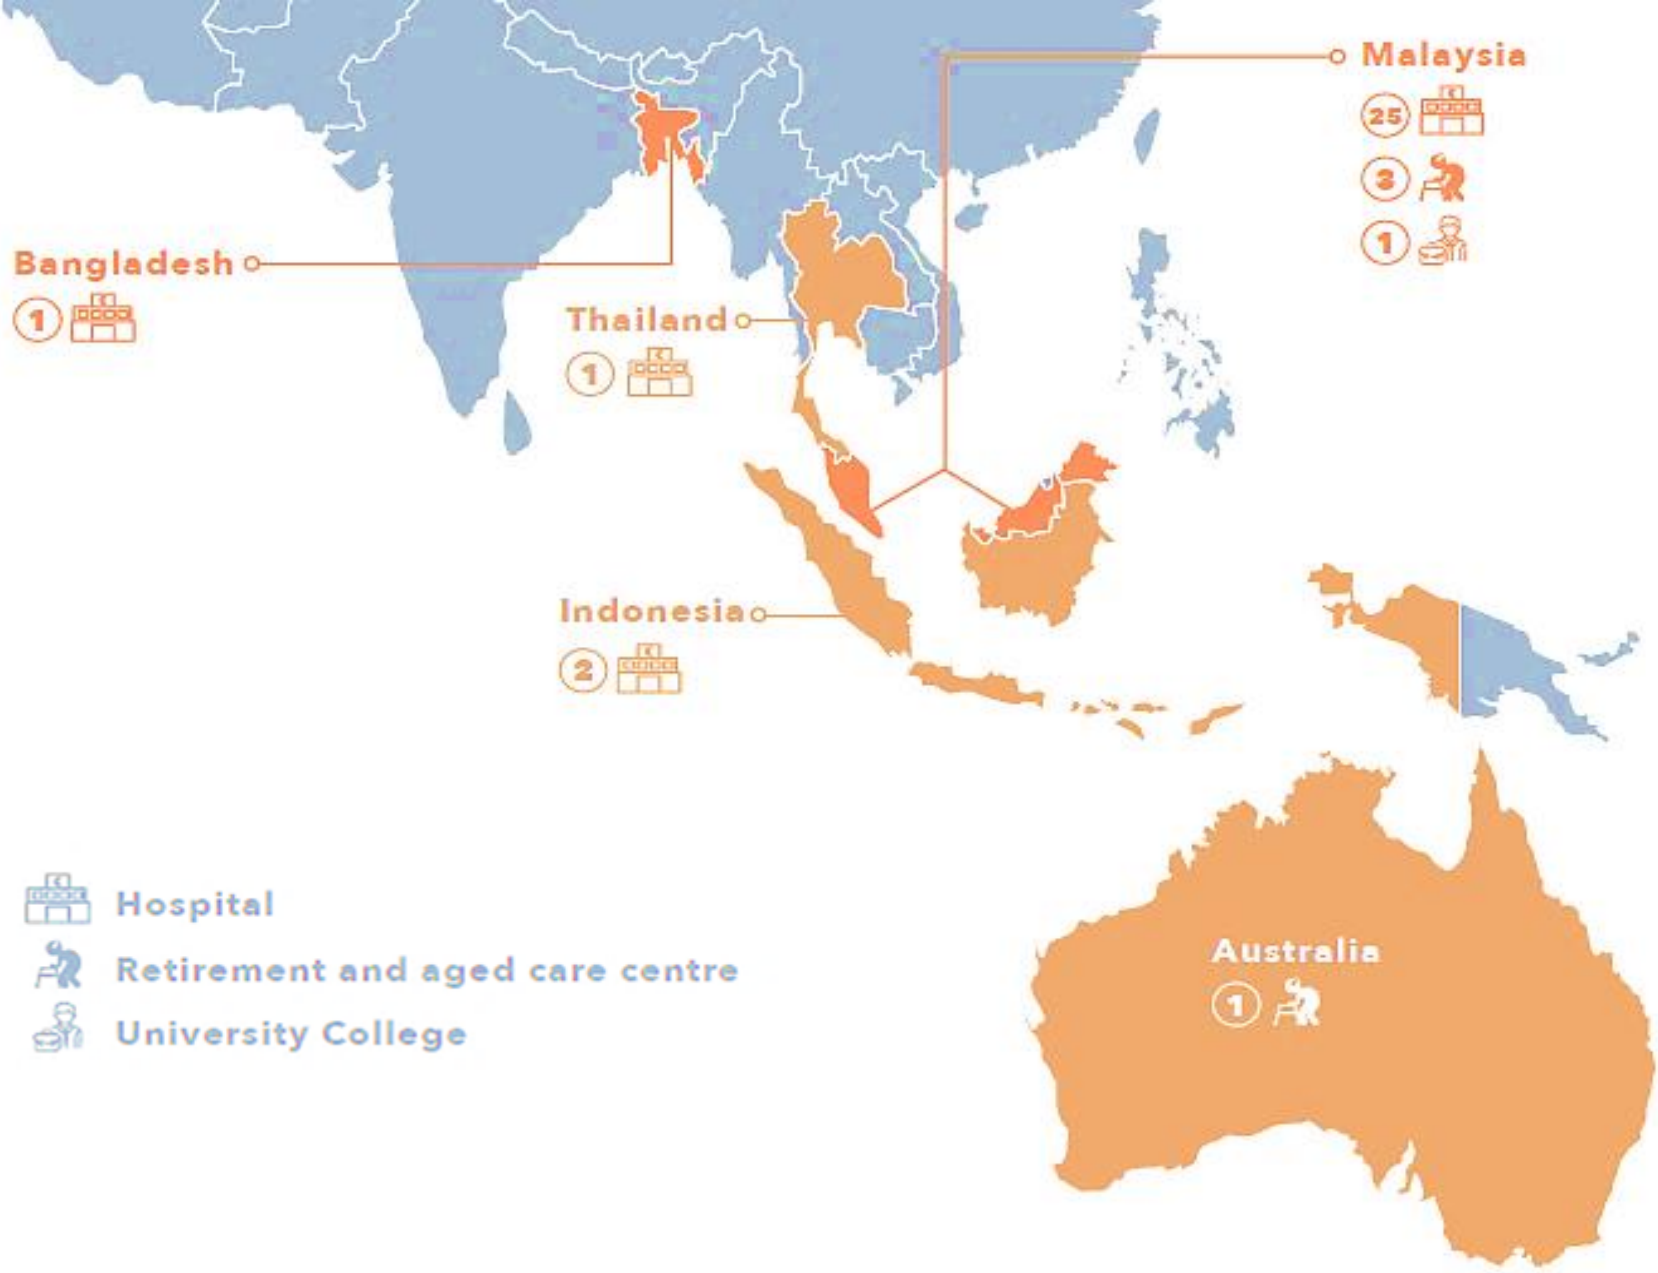 Malaysia
25
3
1
Bangladesh
1
Thailand
1
Indonesia
2
Australia
1
Hospital
Retirement and aged care centre
University College